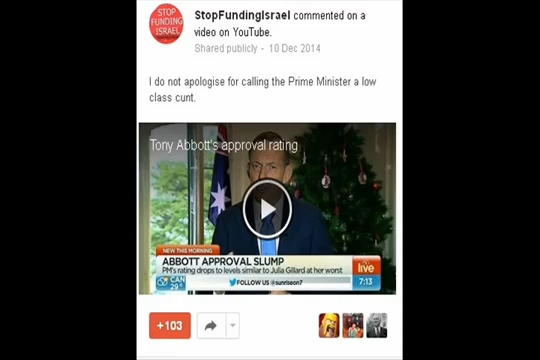 STOP
FUNDING
ISRAEL
StopFundingIsrael commented on a
video on YouTube.
Shared publicly - 10 Dec 2014
I do not apologise for calling the Prime Minister a low
class cunt.
Tony Abbott's approval rating
NEW THIS MORNING
ABBOTT APPROVAL SLUMP
PM's rating drops to levels similar to Julia Gillard at her worst
live
CAN
29°
FOLLOW US @sunriseon7
7:13
+103